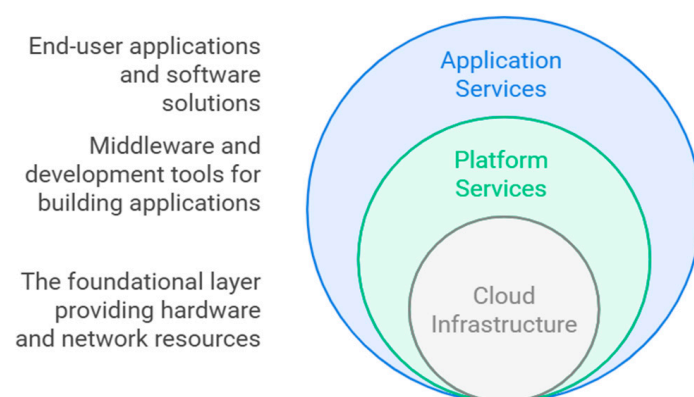 End-user applications
and software
solutions
Application
Services
Middleware and
development tools for
building applications
Platform
Services
The foundational layer
providing hardware
and network resources
Cloud
Infrastructure